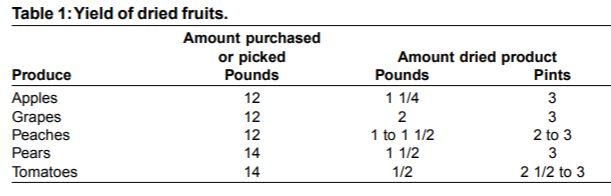 Table 1: Yield of dried fruits.
Amount purchased
or picked Amount dried product
Produce Pounds Pounds Pints
Apples 12 1 1/4 3
Grapes 12 2 3
Peaches 12 1 to 1 1/2 2 to 3
Pears 14 1 1/2 3
Tomatoes 14 1/2 2 1/2 to 3